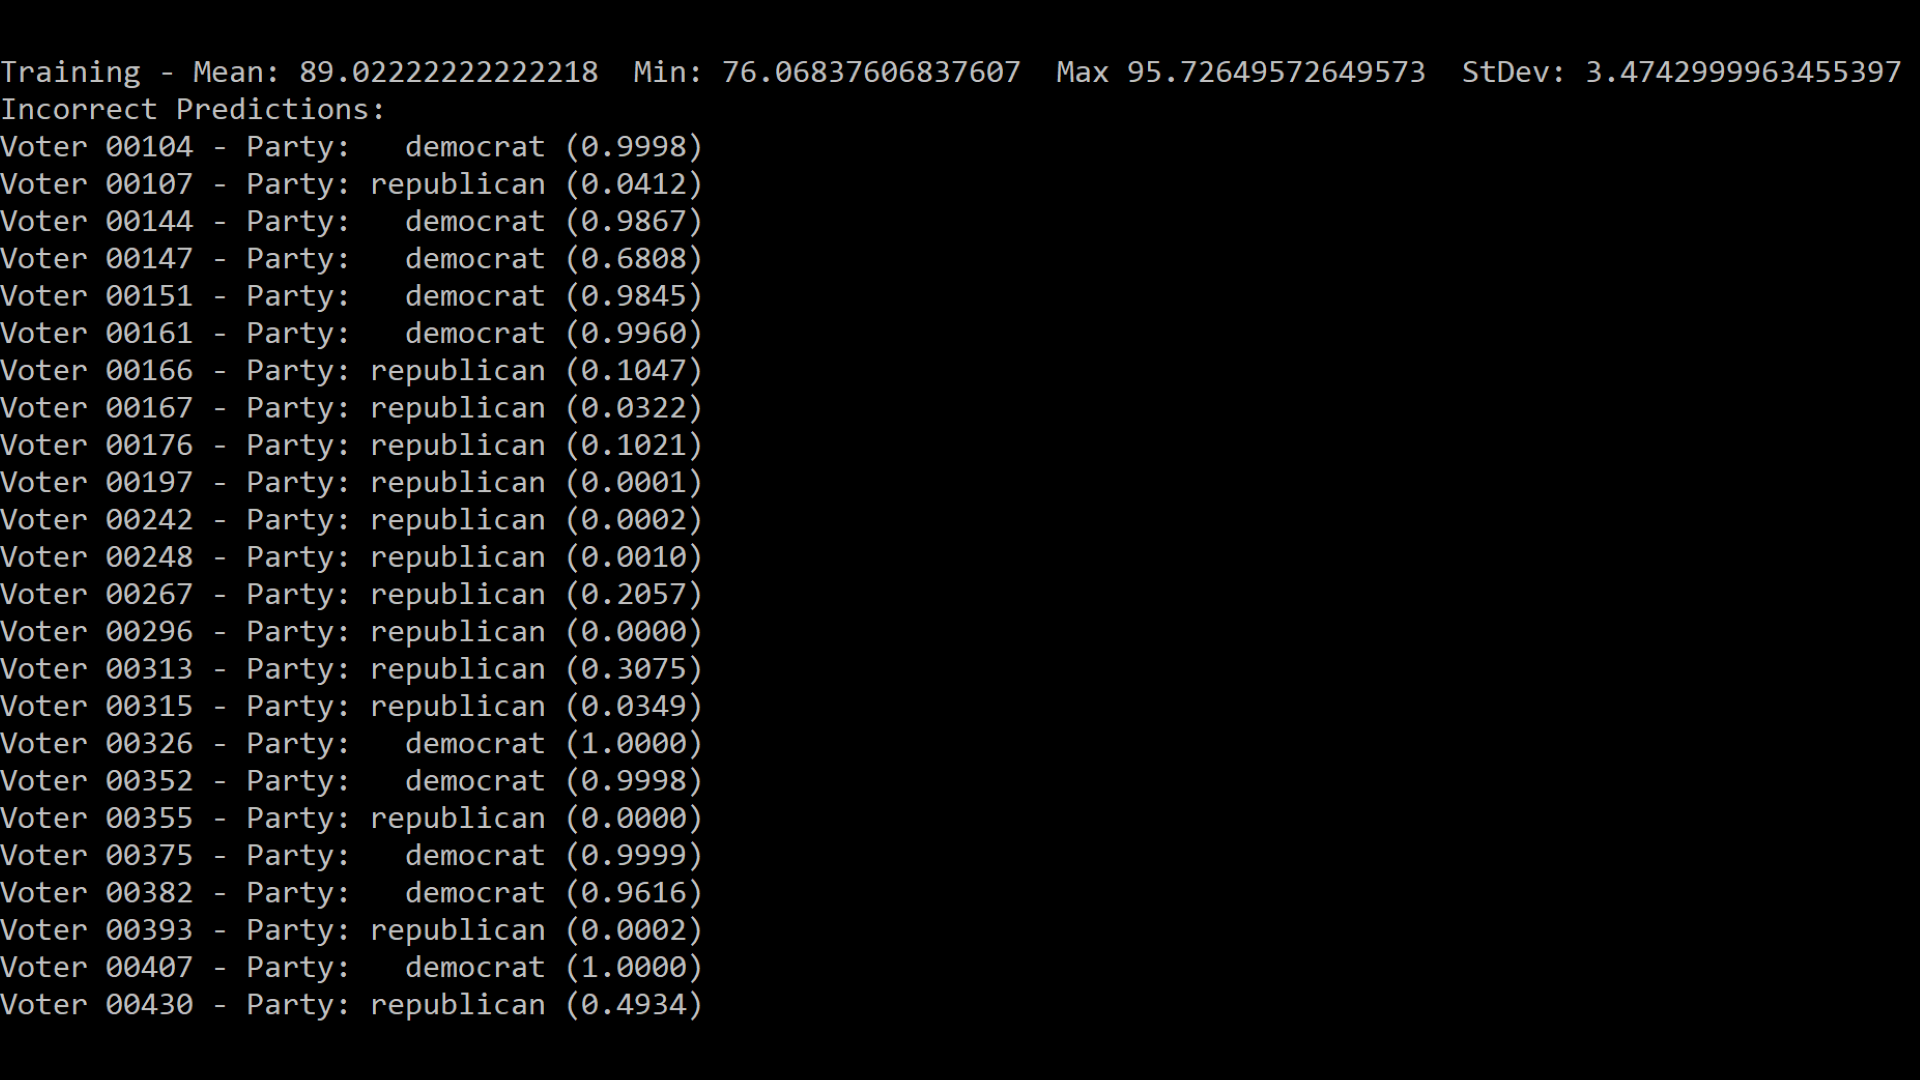 Training - Mean: 89.02222222222218  Min: 76.06837606837607  Max 95.72649572649573  StDev: 3.4742999963455397
Incorrect Predictions:
Voter 00104 - Party:   democrat (0.9998)
Voter 00107 - Party: republican (0.0412)
Voter 00144 - Party:   democrat (0.9867)
Voter 00147 - Party:   democrat (0.6808)
Voter 00151 - Party:   democrat (0.9845)
Voter 00161 - Party:   democrat (0.9960)
Voter 00166 - Party: republican (0.1047)
Voter 00167 - Party: republican (0.0322)
Voter 00176 - Party: republican (0.1021)
Voter 00197 - Party: republican (0.0001)
Voter 00242 - Party: republican (0.0002)
Voter 00248 - Party: republican (0.0010)
Voter 00267 - Party: republican (0.2057)
Voter 00296 - Party: republican (0.0000)
Voter 00313 - Party: republican (0.3075)
Voter 00315 - Party: republican (0.0349)
Voter 00326 - Party:   democrat (1.0000)
Voter 00352 - Party:   democrat (0.9998)
Voter 00355 - Party: republican (0.0000)
Voter 00375 - Party:   democrat (0.9999)
Voter 00382 - Party:   democrat (0.9616)
Voter 00393 - Party: republican (0.0002)
Voter 00407 - Party:   democrat (1.0000)
Voter 00430 - Party: republican (0.4934)